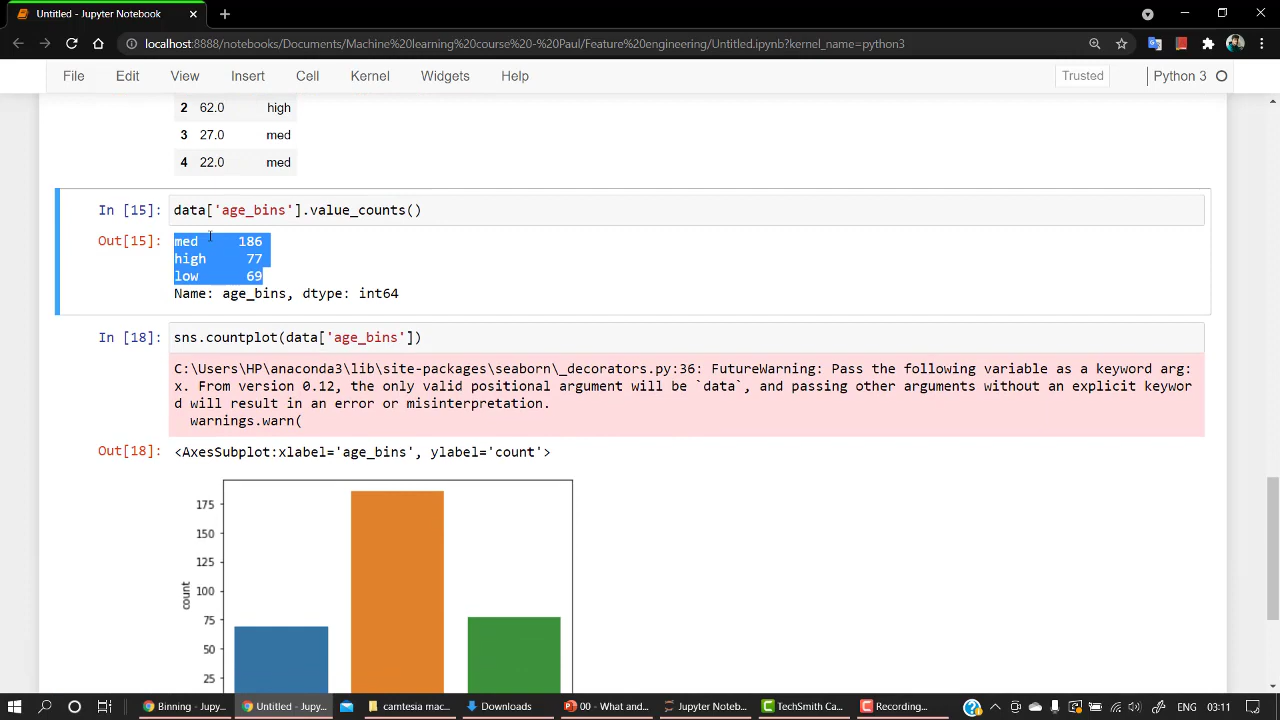 Untitled - Jupyter Notebook
localhost:8888/notebooks/Documents/Machine%20learning%20course%20-%20Paul/Feature%20engineering/Untitled.ipynb?kernel_name=python3
File Edit View Insert Cell Kernel Widgets Help Trusted Python 3
2 62.0 high
3 27.0 med
4 22.0 med
In [15]: data['age_bins'].value_counts()
Out[15]: med 186
high 77
low 69
Name: age_bins, dtype: int64
In [18]: sns.countplot(data['age_bins'])
C:\Users\HP\anaconda3\lib\site-packages\seaborn\_decorators.py:36: FutureWarning: Pass the following variable as a keyword arg:
x. From version 0.12, the only valid positional argument will be `data`, and passing other arguments without an explicit keywor
d will result in an error or misinterpretation.
warnings.warn(
Out[18]: <AxesSubplot:xlabel='age_bins', ylabel='count'>
175
150
125
100
75
50
25
count
Binning - Jupy... Untitled - Jupy... camtesia mac... Downloads 00 - What and... Jupyter Noteb... TechSmith Ca... Recording... ENG 03:11